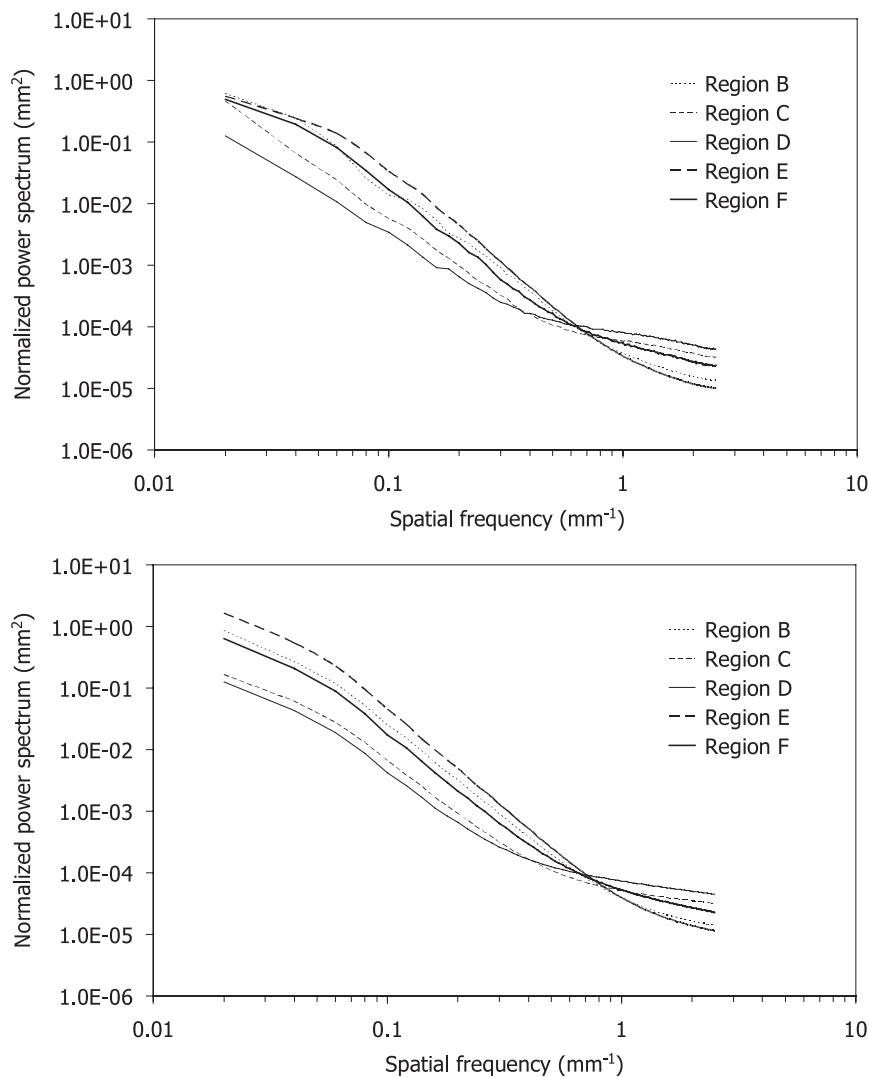 1.0E+01
1.0E+00
1.0E-01
1.0E-02
1.0E-03
1.0E-04
1.0E-05
1.0E-06
Normalized power spectrum (mm²)
Region B
Region C
Region D
Region E
Region F
0.01 0.1 1 10
Spatial frequency (mm⁻¹)
1.0E+01
1.0E+00
1.0E-01
1.0E-02
1.0E-03
1.0E-04
1.0E-05
1.0E-06
Normalized power spectrum (mm²)
Region B
Region C
Region D
Region E
Region F
0.01 0.1 1 10
Spatial frequency (mm⁻¹)